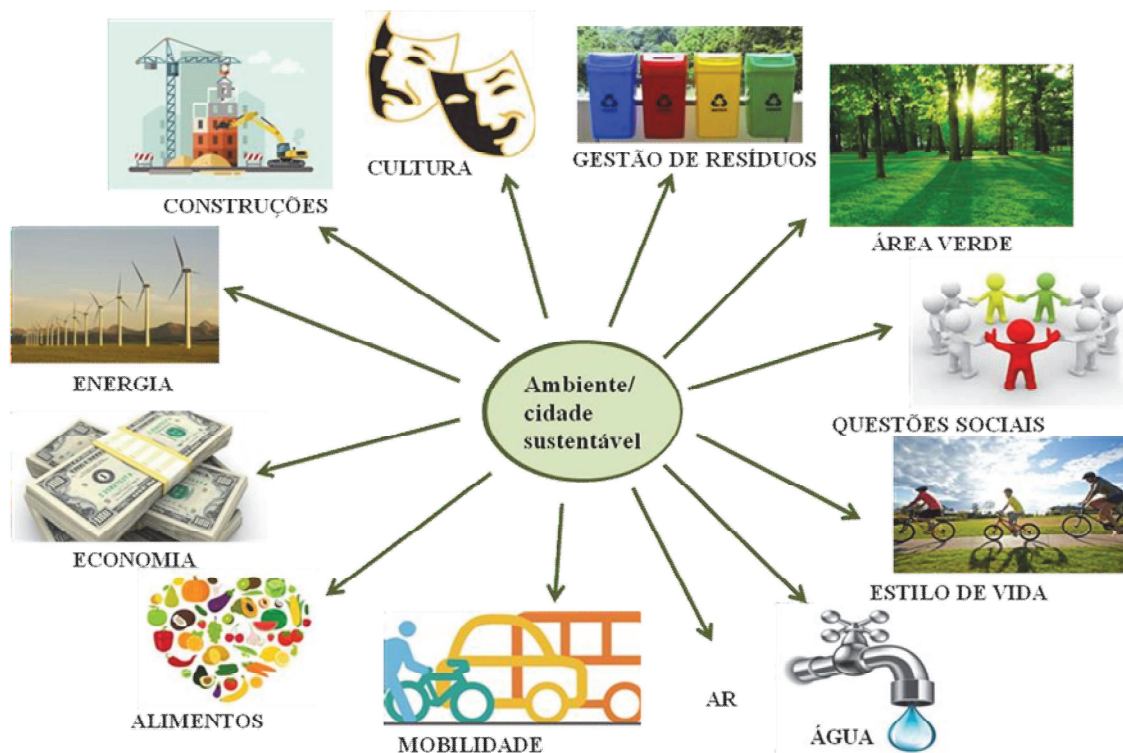 CULTURA
GESTÃO DE RESÍDUOS
CONSTRUÇÕES
ÁREA VERDE
ENERGIA
Ambiente/
cidade
sustentável
QUESTÕES SOCIAIS
ECONOMIA
ESTILO DE VIDA
ALIMENTOS
AR
ÁGUA
MOBILIDADE